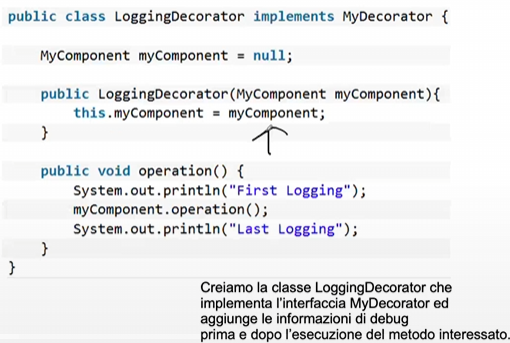 public class LoggingDecorator implements MyDecorator {
MyComponent myComponent = null;
public LoggingDecorator(MyComponent myComponent){
this.myComponent = myComponent;
}
public void operation() {
System.out.println("First Logging");
myComponent.operation();
System.out.println("Last Logging");
}
}
Creiamo la classe LoggingDecorator che
implementa l'interfaccia MyDecorator ed
aggiunge le informazioni di debug
prima e dopo l'esecuzione del metodo interessato.